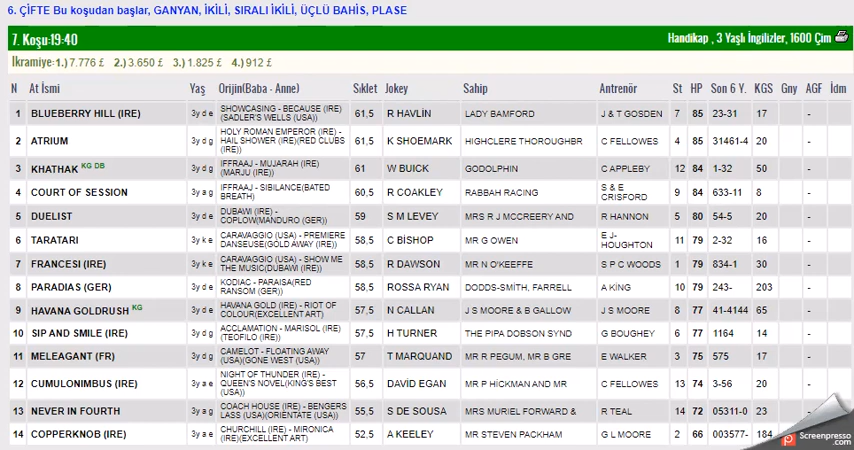 6. ÇİFTE Bu koşudan başlar, GANYAN, İKİLİ, SIRALI İKİLİ, ÜÇLÜ BAHİS, PLASE
7. Koşu:19:40 Handikap , 3 Yaşlı İngilizler, 1600 Çim
İkramiye: 1.) 7.776 £ 2.) 3.650 £ 3.) 1.825 £ 4.) 912 £
N At İsmi Yaş Orijin(Baba - Anne) Sıklet Jokey Sahip Antrenör St HP Son 6 Y. KGS Gny AGF İdm
1 BLUEBERRY HILL (IRE) 3y d e SHOWCASING - BECAUSE (IRE) (SADLER'S WELLS (USA)) 61,5 R HAVLİN LADY BAMFORD J & T GOSDEN 7 85 23-31 17 -
2 ATRIUM 3y d g HOLY ROMAN EMPEROR (IRE) - HAIL SHOWER (IRE)(RED CLUBS (IRE)) 61,5 K SHOEMARK HIGHCLERE THOROUGHBR C FELLOWES 4 85 31461-4 20 -
3 KHATHAK KG DB 3y d g IFFRAAJ - MUJARAH (IRE) (MARJU (IRE)) 61 W BUICK GODOLPHIN C APPLEBY 12 84 1-32 50 -
4 COURT OF SESSION 3y a g IFFRAAJ - SIBILANCE(BATED BREATH) 60,5 R COAKLEY RABBAH RACING S & E CRISFORD 9 84 633-11 8 -
5 DUELIST 3y d e DUBAWI (IRE) - COPLOW(MANDURO (GER)) 59 S M LEVEY MRS R J MCCREERY AND R HANNON 5 80 54-5 20 -
6 TARATARI 3y k e CARAVAGGIO (USA) - PREMIERE DANSEUSE(GOLD AWAY (IRE)) 58,5 C BİSHOP MR G OWEN E J-HOUGHTON 11 79 2-32 16 -
7 FRANCESI (IRE) 3y k e CARAVAGGIO (USA) - SHOW ME THE MUSIC(DUBAWI (IRE)) 58,5 R DAWSON MR N O'KEEFFE S P C WOODS 1 79 834-1 30 -
8 PARADIAS (GER) 3y d e KODIAC - PARAISA(RED RANSOM (GER)) 58,5 ROSSA RYAN DODDS-SMİTH, FARRELL A KİNG 10 79 243- 203 -
9 HAVANA GOLDRUSH KG 3y d e HAVANA GOLD (IRE) - RIOT OF COLOUR(EXCELLENT ART) 57,5 N CALLAN J S MOORE & B GALLOW J S MOORE 8 77 41-4144 65 -
10 SIP AND SMILE (IRE) 3y d g ACCLAMATION - MARISOL (IRE) (TEOFILO (IRE)) 57,5 H TURNER THE PIPA DOBSON SYND G BOUGHEY 6 77 1164 14 -
11 MELEAGANT (FR) 3y d g CAMELOT - FLOATING AWAY (USA)(GONE WEST (USA)) 57 T MARQUAND MR R PEGUM, MR B GRE E WALKER 3 75 575 17 -
12 CUMULONIMBUS (IRE) 3y a e NIGHT OF THUNDER (IRE) - QUEEN'S NOVEL(KING'S BEST (USA)) 56,5 DAVİD EGAN MR P HİCKMAN AND MR C FELLOWES 13 74 3-56 20 -
13 NEVER IN FOURTH 3y a g COACH HOUSE (IRE) - BENGERS LASS (USA)(ORIENTATE (USA)) 55,5 S DE SOUSA MRS MURIEL FORWARD & R TEAL 14 72 05311-0 23 -
14 COPPERKNOB (IRE) 3y a e CHURCHILL (IRE) - MIRONICA (IRE)(EXCELLENT ART) 52,5 A KEELEY MR STEVEN PACKHAM G L MOORE 2 66 003577- 184 -
Screenpresso
.com